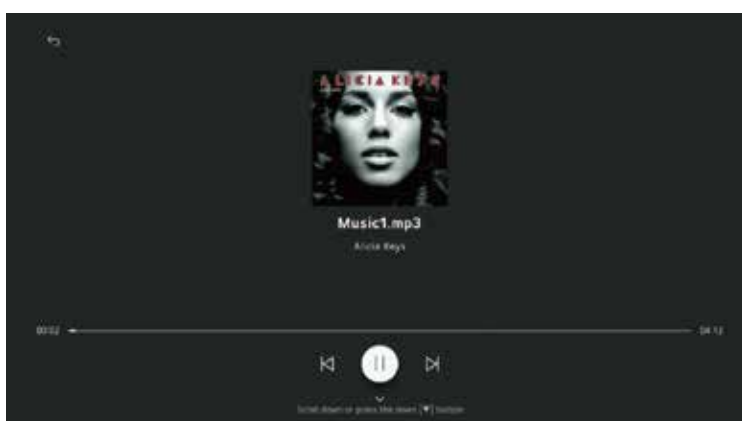 ALICIA KEYS
Music1.mp3
Alicia Keys
00:02
04:12
Scroll down or press the down [▼] button